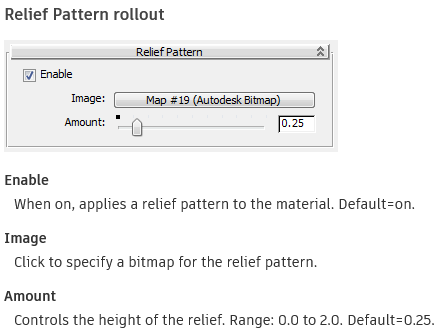 Relief Pattern rollout
Relief Pattern
Enable
Image: Map #19 (Autodesk Bitmap)
Amount: 0.25
Enable
When on, applies a relief pattern to the material. Default=on.
Image
Click to specify a bitmap for the relief pattern.
Amount
Controls the height of the relief. Range: 0.0 to 2.0. Default=0.25.